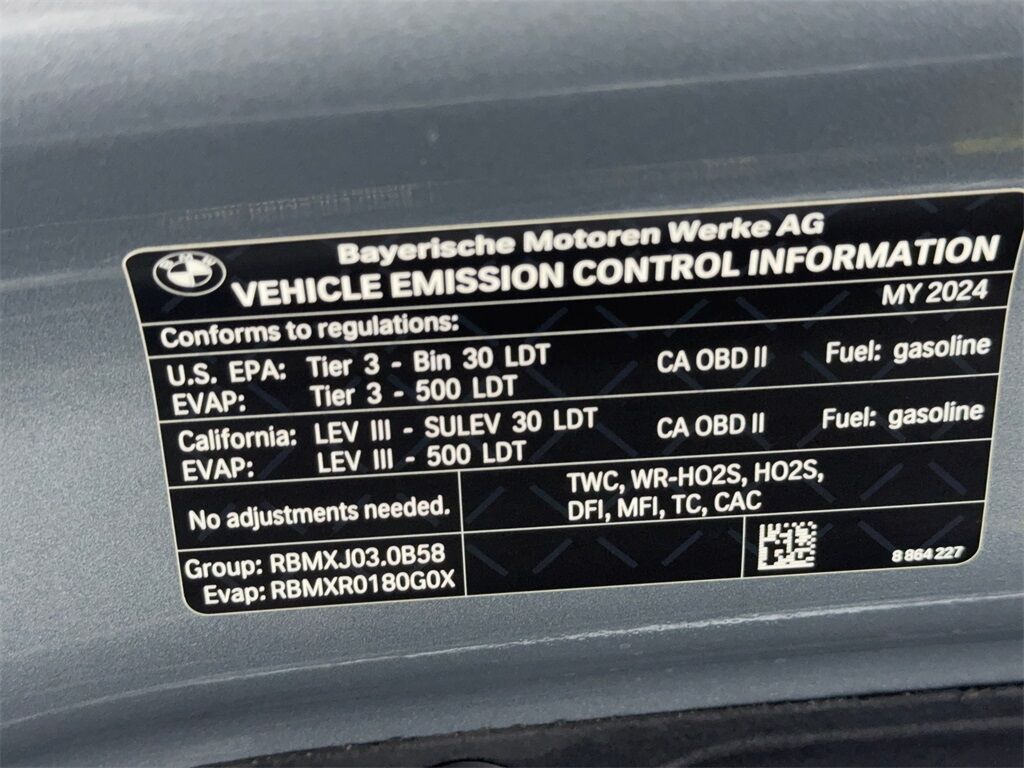 BMW
Bayerische Motoren Werke AG
VEHICLE EMISSION CONTROL INFORMATION
MY 2024
Conforms to regulations:
U.S. EPA: Tier 3 - Bin 30 LDT CA OBD II Fuel: gasoline
EVAP: Tier 3 - 500 LDT
California: LEV III - SULEV 30 LDT CA OBD II Fuel: gasoline
EVAP: LEV III - 500 LDT
No adjustments needed.
TWC, WR-HO2S, HO2S,
DFI, MFI, TC, CAC
Group: RBMXJ03.0B58
Evap: RBMXR0180G0X
8 864 227